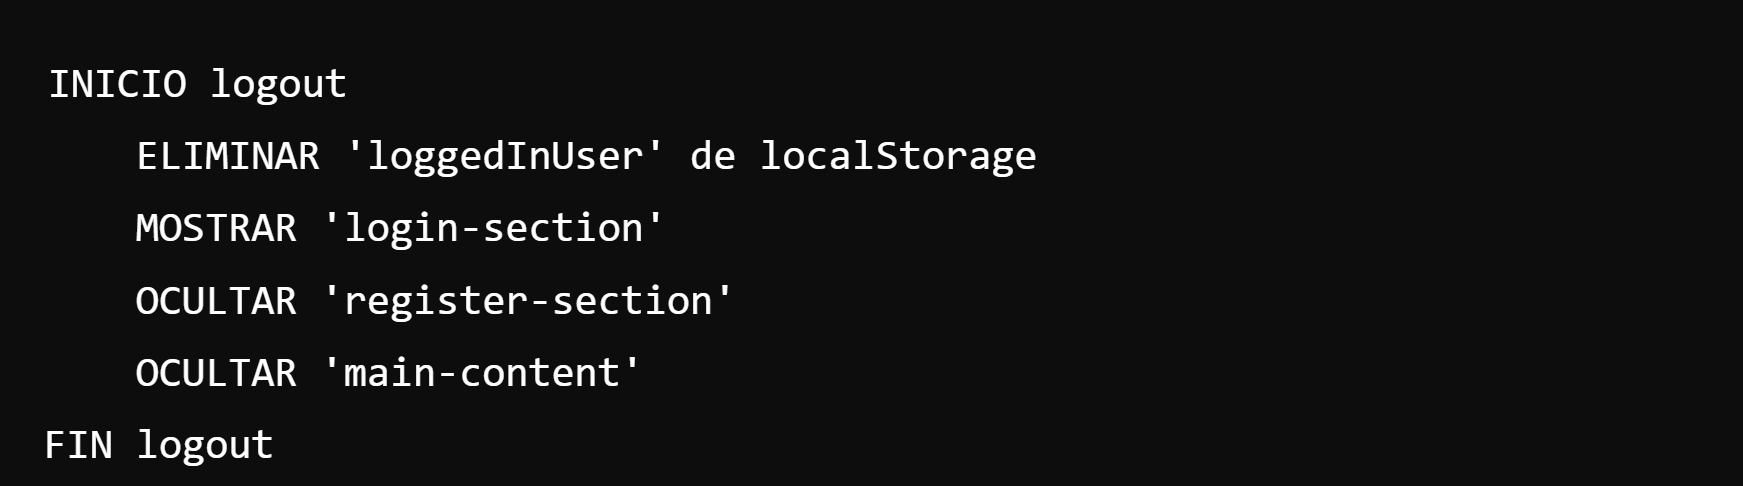 INICIO logout
ELIMINAR 'loggedInUser' de localStorage
MOSTRAR 'login-section'
OCULTAR 'register-section'
OCULTAR 'main-content'
FIN logout